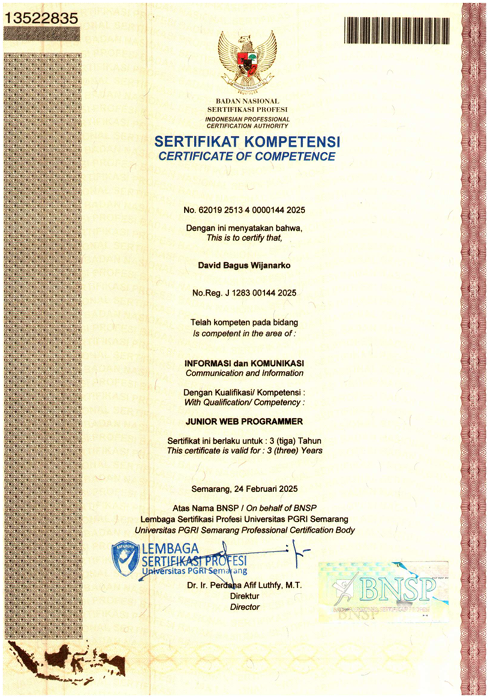 13522835
BADAN NASIONAL
SERTIFIKASI PROFESI
INDONESIAN PROFESSIONAL
CERTIFICATION AUTHORITY
SERTIFIKAT KOMPETENSI
CERTIFICATE OF COMPETENCE
No. 62019 2513 4 0000144 2025
Dengan ini menyatakan bahwa,
This is to certify that,
David Bagus Wijanarko
No.Reg. J 1283 00144 2025
Telah kompeten pada bidang
Is competent in the area of :
INFORMASI dan KOMUNIKASI
Communication and Information
Dengan Kualifikasi/ Kompetensi :
With Qualification/ Competency :
JUNIOR WEB PROGRAMMER
Sertifikat ini berlaku untuk : 3 (tiga) Tahun
This certificate is valid for : 3 (three) Years
Semarang, 24 Februari 2025
Atas Nama BNSP / On behalf of BNSP
Lembaga Sertifikasi Profesi Universitas PGRI Semarang
Universitas PGRI Semarang Professional Certification Body
LEMBAGA
SERTIFIKASI PROFESI
Universitas PGRI Semarang
Dr. Ir. Perdana Afif Luthfy, M.T.
Direktur
Director
BNSP
BNSP